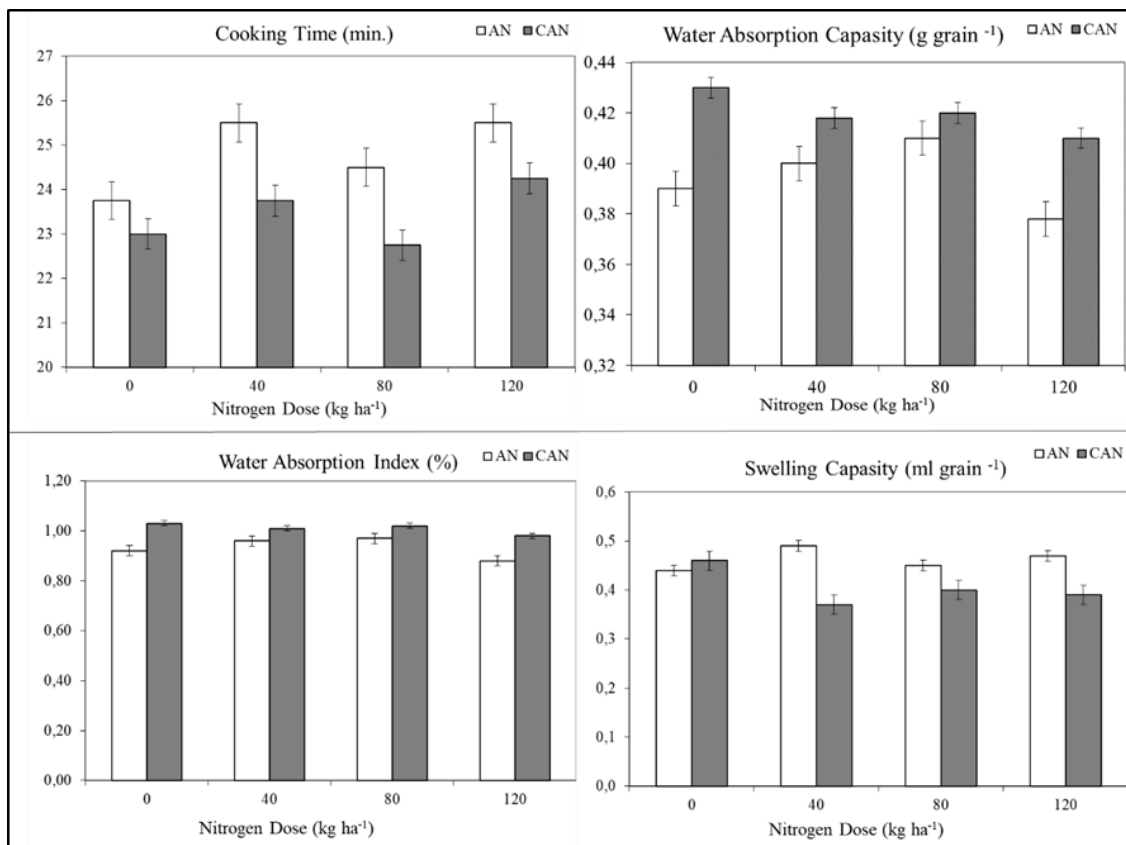 Cooking Time (min.)
AN CAN
27
26
25
24
23
22
21
20
0 40 80 120
Nitrogen Dose (kg ha⁻¹)
Water Absorption Capacity (g grain ⁻¹)
AN CAN
0,44
0,42
0,40
0,38
0,36
0,34
0,32
0 40 80 120
Nitrogen Dose (kg ha⁻¹)
Water Absorption Index (%)
AN CAN
1,20
1,00
0,80
0,60
0,40
0,20
0,00
0 40 80 120
Nitrogen Dose (kg ha⁻¹)
Swelling Capacity (ml grain ⁻¹)
AN CAN
0,6
0,5
0,4
0,3
0,2
0,1
0,0
0 40 80 120
Nitrogen Dose (kg ha⁻¹)